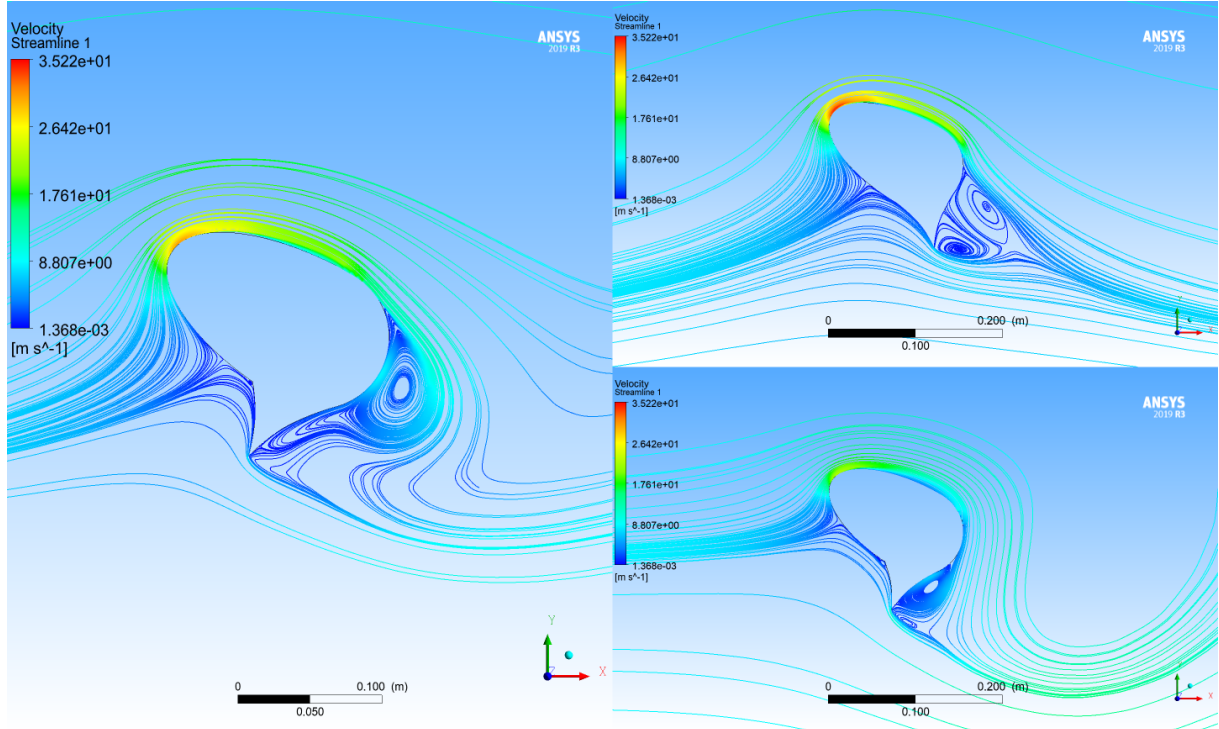 Velocity
Streamline 1
3.522e+01
2.642e+01
1.761e+01
8.807e+00
1.368e-03
[m s^-1]
ANSYS
2019 R3
Y
Z
X
0
0.100
(m)
0.050
Velocity
Streamline 1
3.522e+01
2.642e+01
1.761e+01
8.807e+00
1.368e-03
[m s^-1]
ANSYS
2019 R3
Y
X
0
0.200
(m)
0.100
Velocity
Streamline 1
3.522e+01
2.642e+01
1.761e+01
8.807e+00
1.368e-03
[m s^-1]
ANSYS
2019 R3
Y
X
0
0.200
(m)
0.100